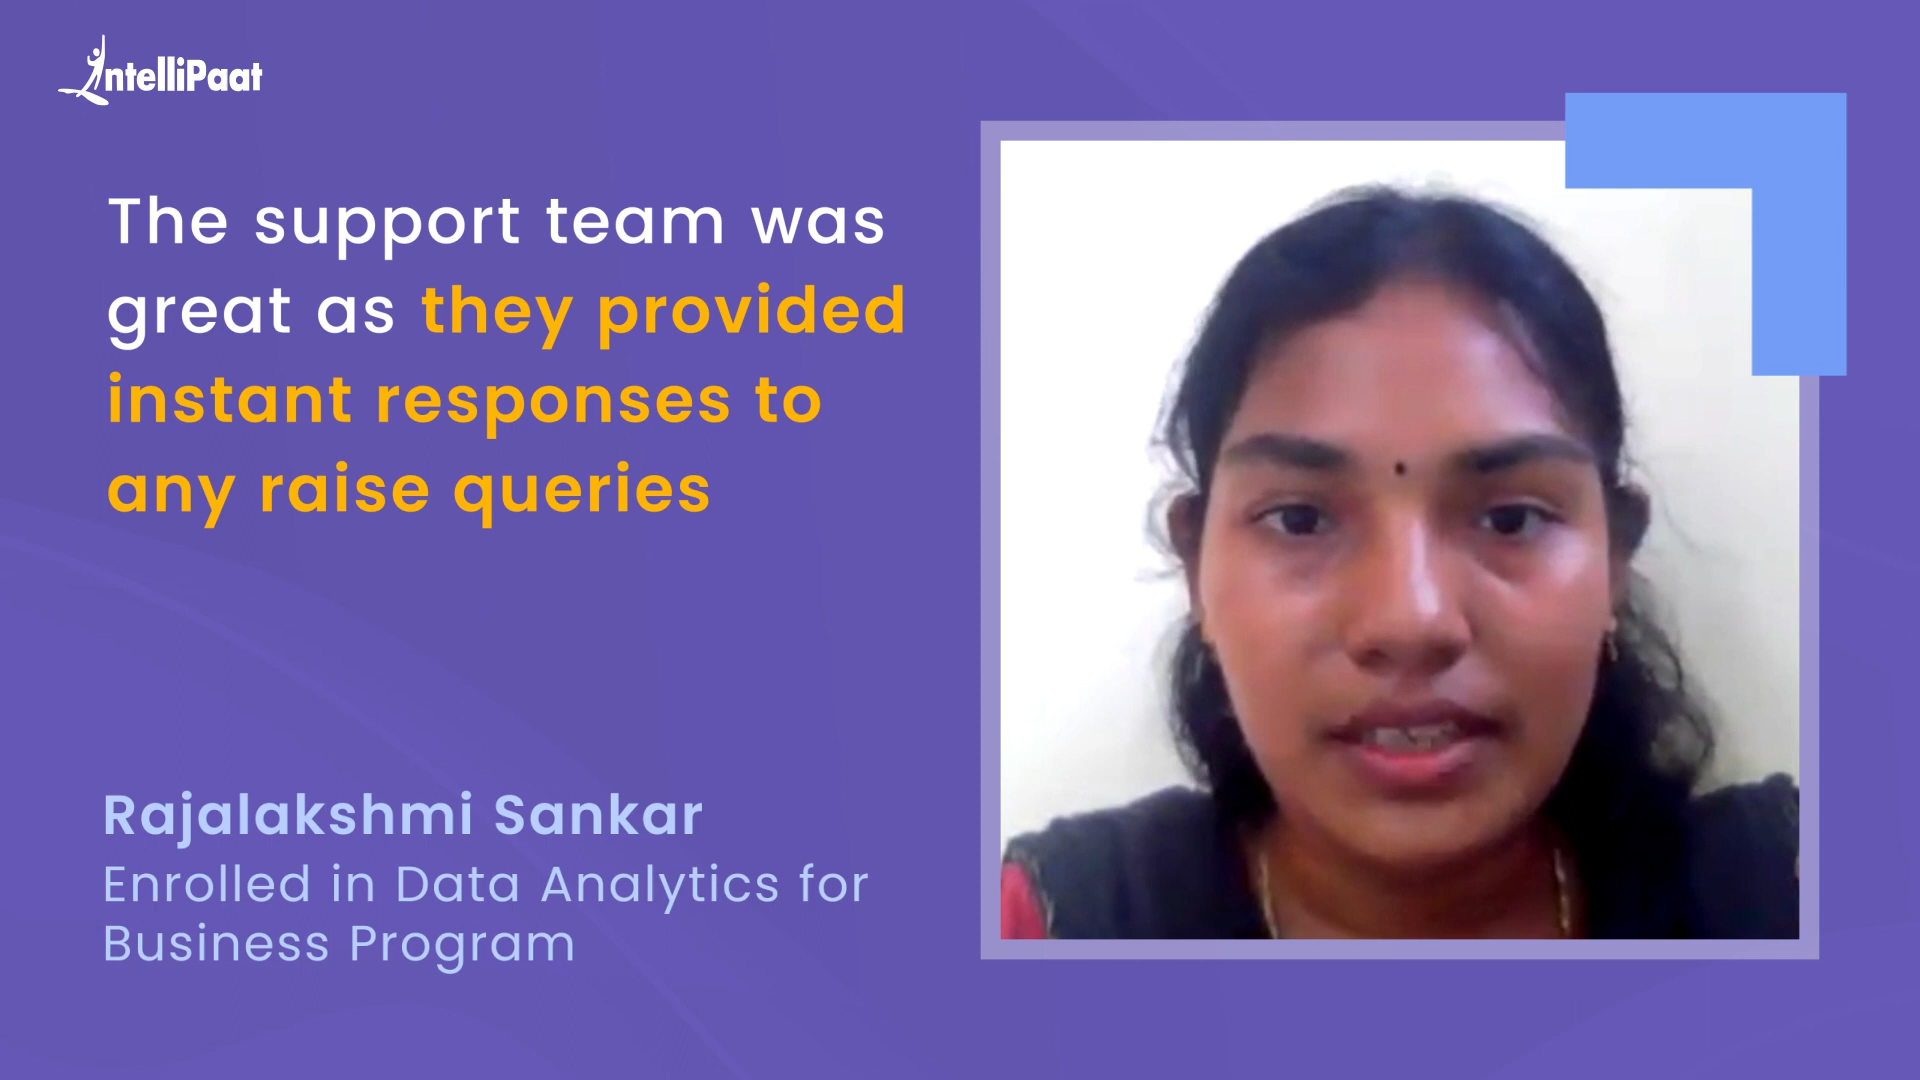 IntelliPaat
The support team was
great as they provided
instant responses to
any raise queries
Rajalakshmi Sankar
Enrolled in Data Analytics for
Business Program